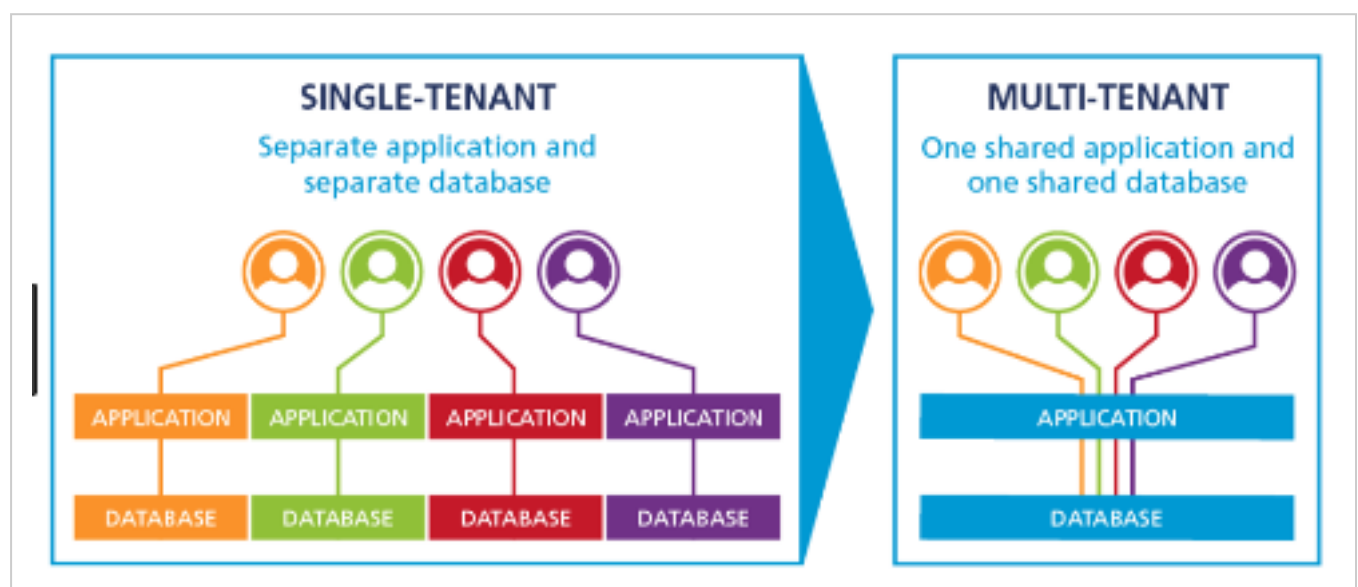 SINGLE-TENANT
Separate application and
separate database
APPLICATION APPLICATION APPLICATION APPLICATION
DATABASE DATABASE DATABASE DATABASE
MULTI-TENANT
One shared application and
one shared database
APPLICATION
DATABASE